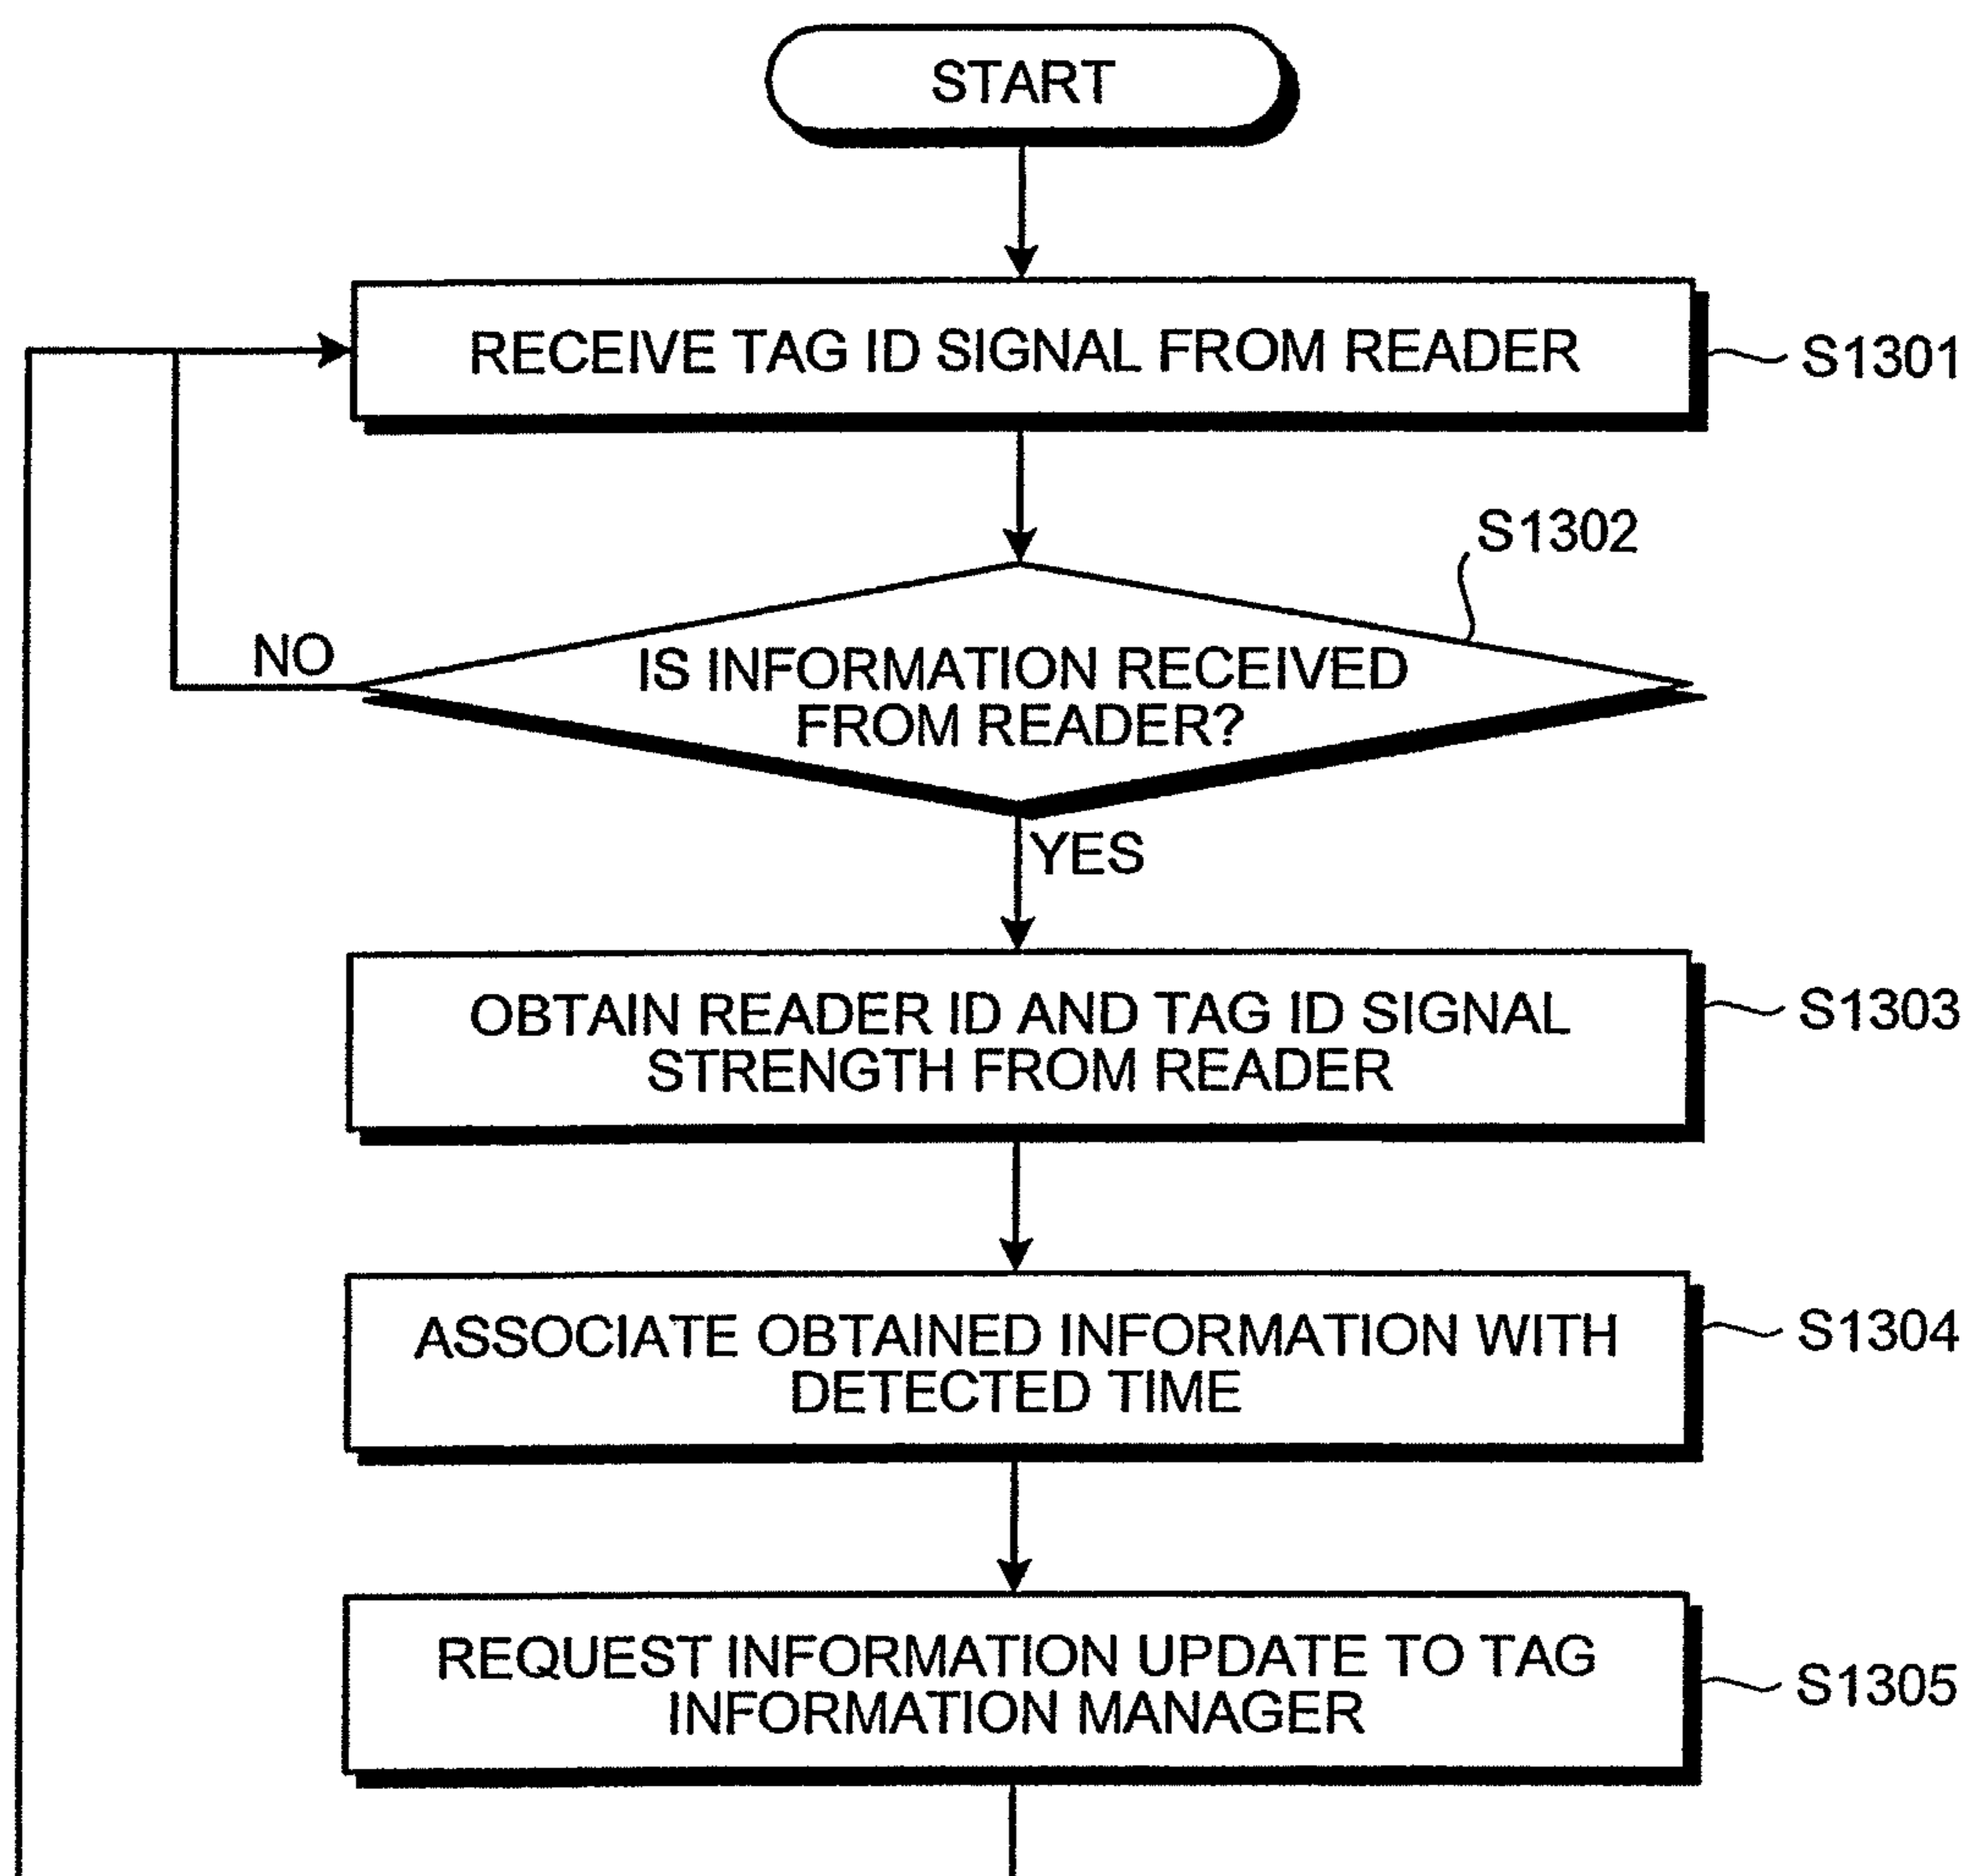 START
RECEIVE TAG ID SIGNAL FROM READER
S1301
S1302
NO
IS INFORMATION RECEIVED
FROM READER?
YES
OBTAIN READER ID AND TAG ID SIGNAL
STRENGTH FROM READER
S1303
ASSOCIATE OBTAINED INFORMATION WITH
DETECTED TIME
S1304
REQUEST INFORMATION UPDATE TO TAG
INFORMATION MANAGER
S1305